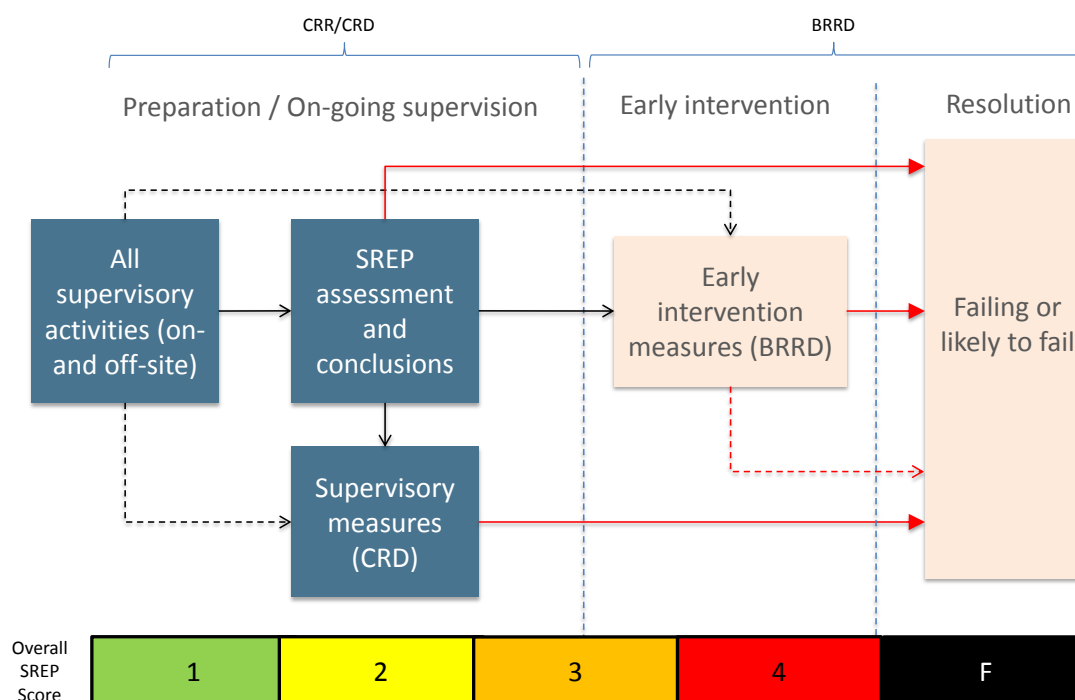 CRR/CRD
BRRD
Preparation / On-going supervision
Early intervention
Resolution
All
supervisory
activities (on-
and off-site)
SREP
assessment
and
conclusions
Early
intervention
measures (BRRD)
Failing or
likely to fail
Supervisory
measures
(CRD)
Overall
SREP
Score
1
2
3
4
F